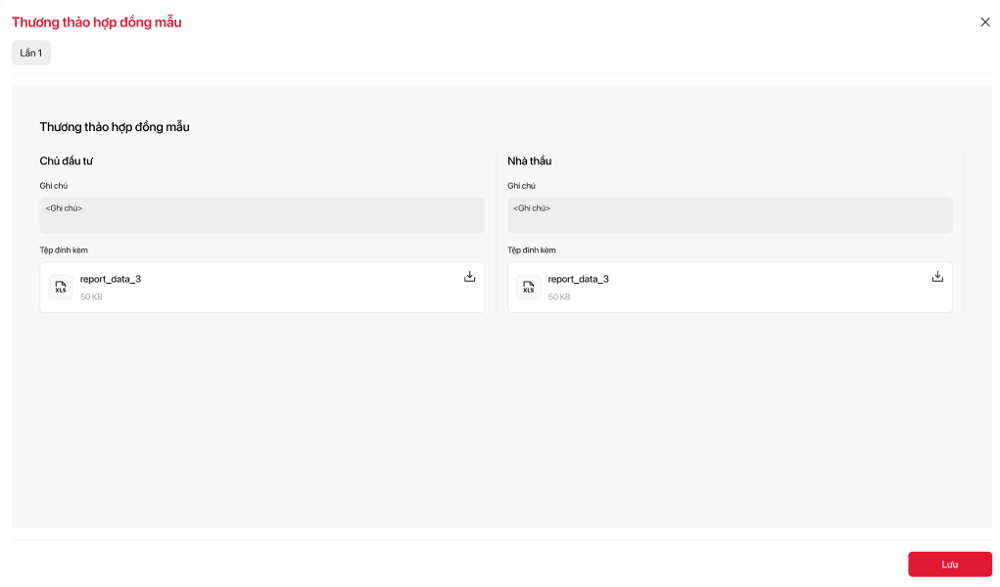 Thương thảo hợp đồng mẫu
Lần 1
Thương thảo hợp đồng mẫu
Chủ đầu tư
Ghi chú
<Ghi chú>
Tệp đính kèm
XLS
report_data_3
50 KB
Nhà thầu
Ghi chú
<Ghi chú>
Tệp đính kèm
XLS
report_data_3
50 KB
Lưu